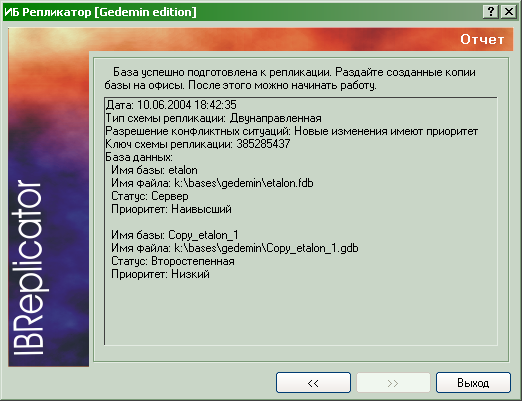 ИБ Репликатор [Gedemin edition]
Отчет
База успешно подготовлена к репликации. Раздайте созданные копии
базы на офисы. После этого можно начинать работу.
Дата: 10.06.2004 18:42:35
Тип схемы репликации: Двунаправленная
Разрешение конфликтных ситуаций: Новые изменения имеют приоритет
Ключ схемы репликации: 385285437
База данных:
Имя базы: etalon
Имя файла: k:\bases\gedemin\etalon.fdb
Статус: Сервер
Приоритет: Наивысший
Имя базы: Copy_etalon_1
Имя файла: k:\bases\gedemin\Copy_etalon_1.gdb
Статус: Второстепенная
Приоритет: Низкий
IBReplicator
<< >> Выход